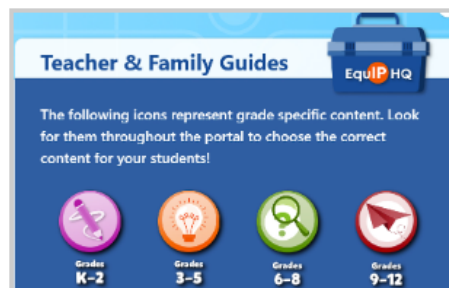 Teacher & Family Guides
EquIP HQ
The following icons represent grade specific content. Look
for them throughout the portal to choose the correct
content for your students!
Grades
K–2
Grades
3–5
Grades
6–8
Grades
9–12